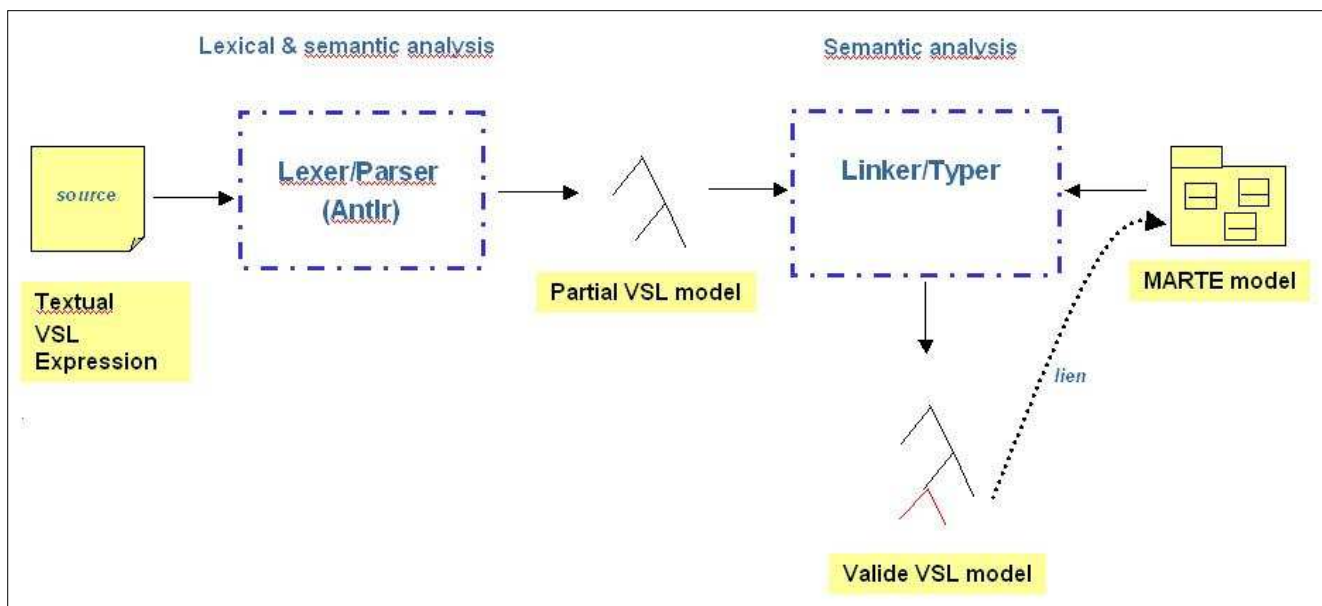 Lexical & semantic analysis
Semantic analysis
source
Lexer/Parser
(Antlr)
Linker/Typer
Textual
VSL
Expression
Partial VSL model
MARTE model
lien
Valide VSL model